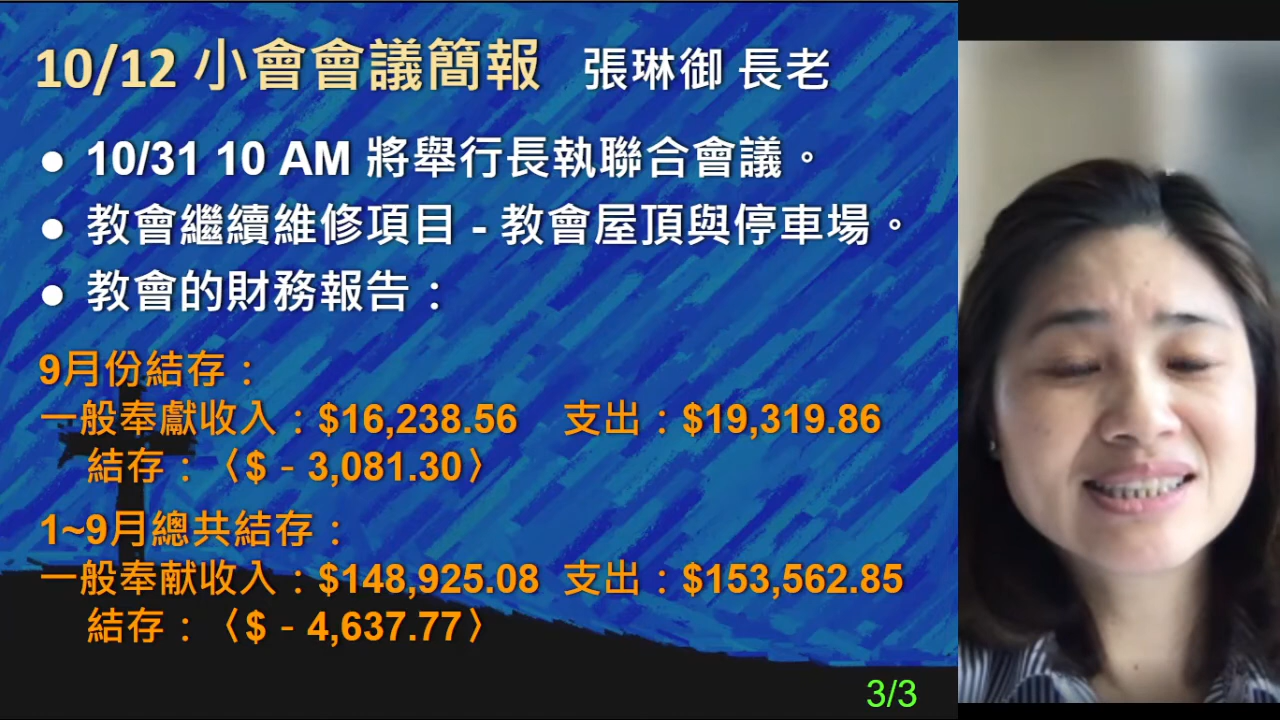 10/12 小會會議簡報 張琳御 長老
● 10/31 10 AM 將舉行長執聯合會議。
● 教會繼續維修項目 - 教會屋頂與停車場。
● 教會的財務報告：
9月份結存：
一般奉獻收入：$16,238.56 支出：$19,319.86
結存：〈$ - 3,081.30〉
1~9月總共結存：
一般奉献收入：$148,925.08 支出：$153,562.85
結存：〈$ - 4,637.77〉
3/3